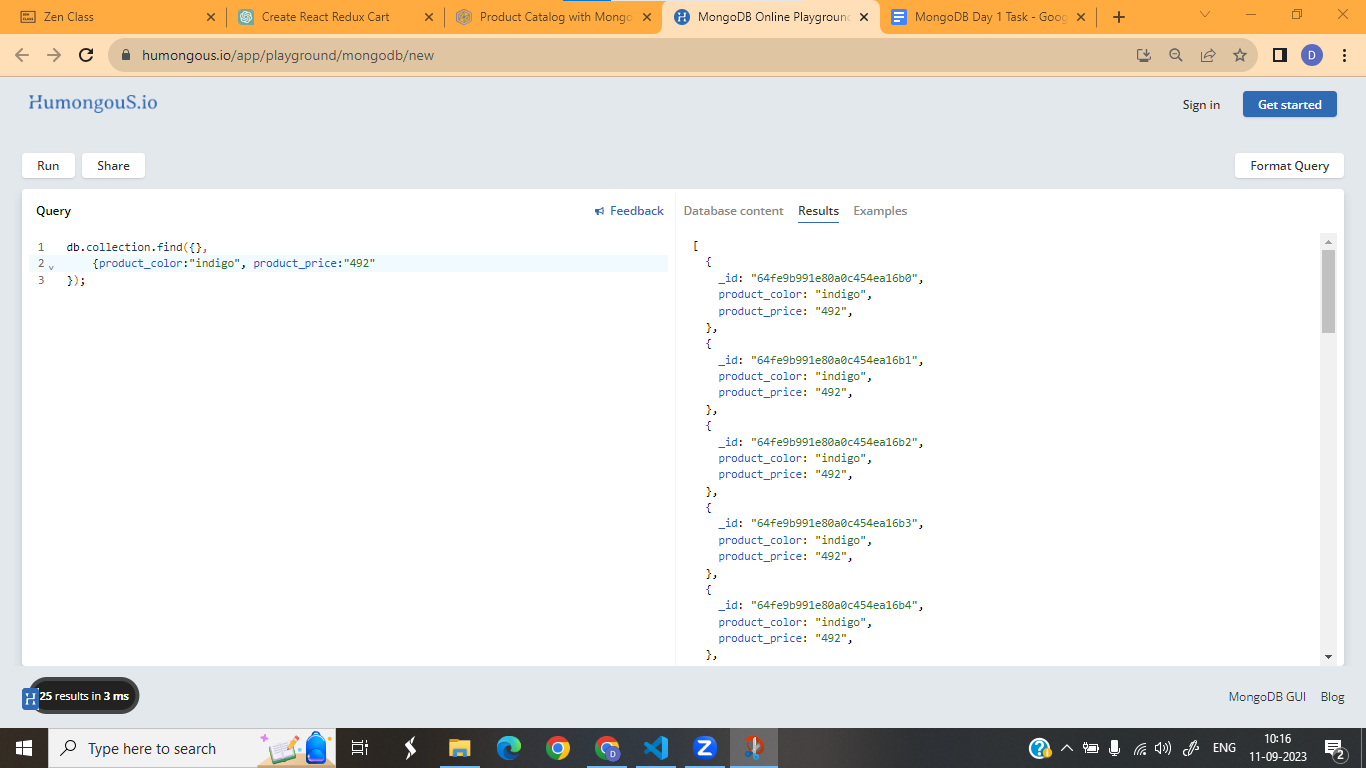 Zen Class
Create React Redux Cart
Product Catalog with Mongo
MongoDB Online Playground
MongoDB Day 1 Task - Goog
humongous.io/app/playground/mongodb/new
D
HumongouS.io
Sign in
Get started
Run
Share
Format Query
Query
Feedback
Database content
Results
Examples
1 db.collection.find({},
2 {product_color:"indigo", product_price:"492"
3 });
[
{
_id: "64fe9b991e80a0c454ea16b0",
product_color: "indigo",
product_price: "492",
},
{
_id: "64fe9b991e80a0c454ea16b1",
product_color: "indigo",
product_price: "492",
},
{
_id: "64fe9b991e80a0c454ea16b2",
product_color: "indigo",
product_price: "492",
},
{
_id: "64fe9b991e80a0c454ea16b3",
product_color: "indigo",
product_price: "492",
},
{
_id: "64fe9b991e80a0c454ea16b4",
product_color: "indigo",
product_price: "492",
},
H
25 results in 3 ms
MongoDB GUI
Blog
Type here to search
D
ENG
10:16
11-09-2023
2